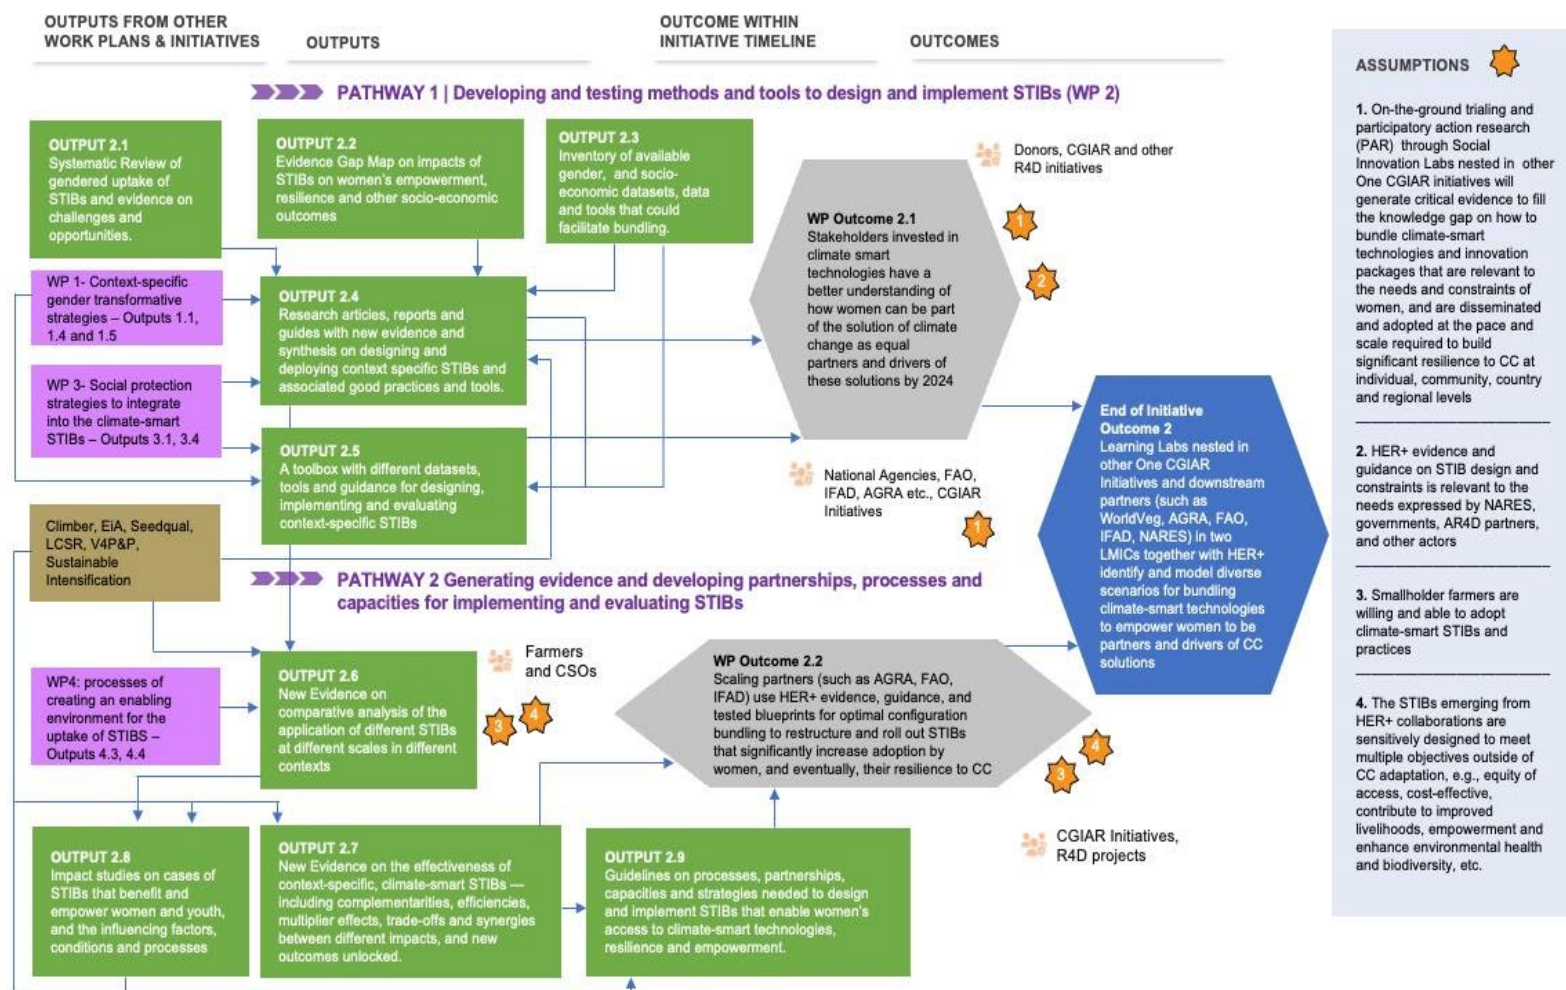 OUTPUTS FROM OTHER
WORK PLANS & INITIATIVES
OUTPUTS
OUTCOME WITHIN
INITIATIVE TIMELINE
OUTCOMES
PATHWAY 1 | Developing and testing methods and tools to design and implement STIBs (WP 2)
OUTPUT 2.1
Systematic Review of
gendered uptake of
STIBs and evidence on
challenges and
opportunities.
OUTPUT 2.2
Evidence Gap Map on impacts of
STIBs on women's empowerment,
resilience and other socio-economic
outcomes
OUTPUT 2.3
Inventory of available
gender, and socio-
economic datasets, data
and tools that could
facilitate bundling.
Donors, CGIAR and other
R4D initiatives
WP Outcome 2.1
Stakeholders invested in
climate smart
technologies have a
better understanding of
how women can be part
of the solution of climate
change as equal
partners and drivers of
these solutions by 2024
1
2
WP 1- Context-specific
gender transformative
strategies – Outputs 1.1,
1.4 and 1.5
OUTPUT 2.4
Research articles, reports and
guides with new evidence and
synthesis on designing and
deploying context specific STIBs and
associated good practices and tools.
WP 3- Social protection
strategies to integrate
into the climate-smart
STIBs – Outputs 3.1, 3.4
OUTPUT 2.5
A toolbox with different datasets,
tools and guidance for designing,
implementing and evaluating
context-specific STIBs
National Agencies, FAO,
IFAD, AGRA etc., CGIAR
Initiatives
1
End of Initiative
Outcome 2
Learning Labs nested in
other One CGIAR
Initiatives and downstream
partners (such as
WorldVeg, AGRA, FAO,
IFAD, NARES) in two
LMICs together with HER+
identify and model diverse
scenarios for bundling
climate-smart technologies
to empower women to be
partners and drivers of CC
solutions
Climber, EiA, Seedqual,
LCSR, V4P&P,
Sustainable
Intensification
PATHWAY 2 Generating evidence and developing partnerships, processes and
capacities for implementing and evaluating STIBs
WP4: processes of
creating an enabling
environment for the
uptake of STIBS –
Outputs 4.3, 4.4
OUTPUT 2.6
New Evidence on
comparative analysis of the
application of different STIBs
at different scales in different
contexts
Farmers
and CSOs
3
4
WP Outcome 2.2
Scaling partners (such as AGRA, FAO,
IFAD) use HER+ evidence, guidance, and
tested blueprints for optimal configuration
bundling to restructure and roll out STIBs
that significantly increase adoption by
women, and eventually, their resilience to CC
4
3
CGIAR Initiatives,
R4D projects
OUTPUT 2.8
Impact studies on cases of
STIBs that benefit and
empower women and youth,
and the influencing factors,
conditions and processes
OUTPUT 2.7
New Evidence on the effectiveness of
context-specific, climate-smart STIBs —
including complementarities, efficiencies,
multiplier effects, trade-offs and synergies
between different impacts, and new
outcomes unlocked.
OUTPUT 2.9
Guidelines on processes, partnerships,
capacities and strategies needed to design
and implement STIBs that enable women's
access to climate-smart technologies,
resilience and empowerment.
ASSUMPTIONS
1. On-the-ground trialing and
participatory action research
(PAR) through Social
Innovation Labs nested in other
One CGIAR initiatives will
generate critical evidence to fill
the knowledge gap on how to
bundle climate-smart
technologies and innovation
packages that are relevant to
the needs and constraints of
women, and are disseminated
and adopted at the pace and
scale required to build
significant resilience to CC at
individual, community, country
and regional levels
2. HER+ evidence and
guidance on STIB design and
constraints is relevant to the
needs expressed by NARES,
governments, AR4D partners,
and other actors
3. Smallholder farmers are
willing and able to adopt
climate-smart STIBs and
practices
4. The STIBs emerging from
HER+ collaborations are
sensitively designed to meet
multiple objectives outside of
CC adaptation, e.g., equity of
access, cost-effective,
contribute to improved
livelihoods, empowerment and
enhance environmental health
and biodiversity, etc.